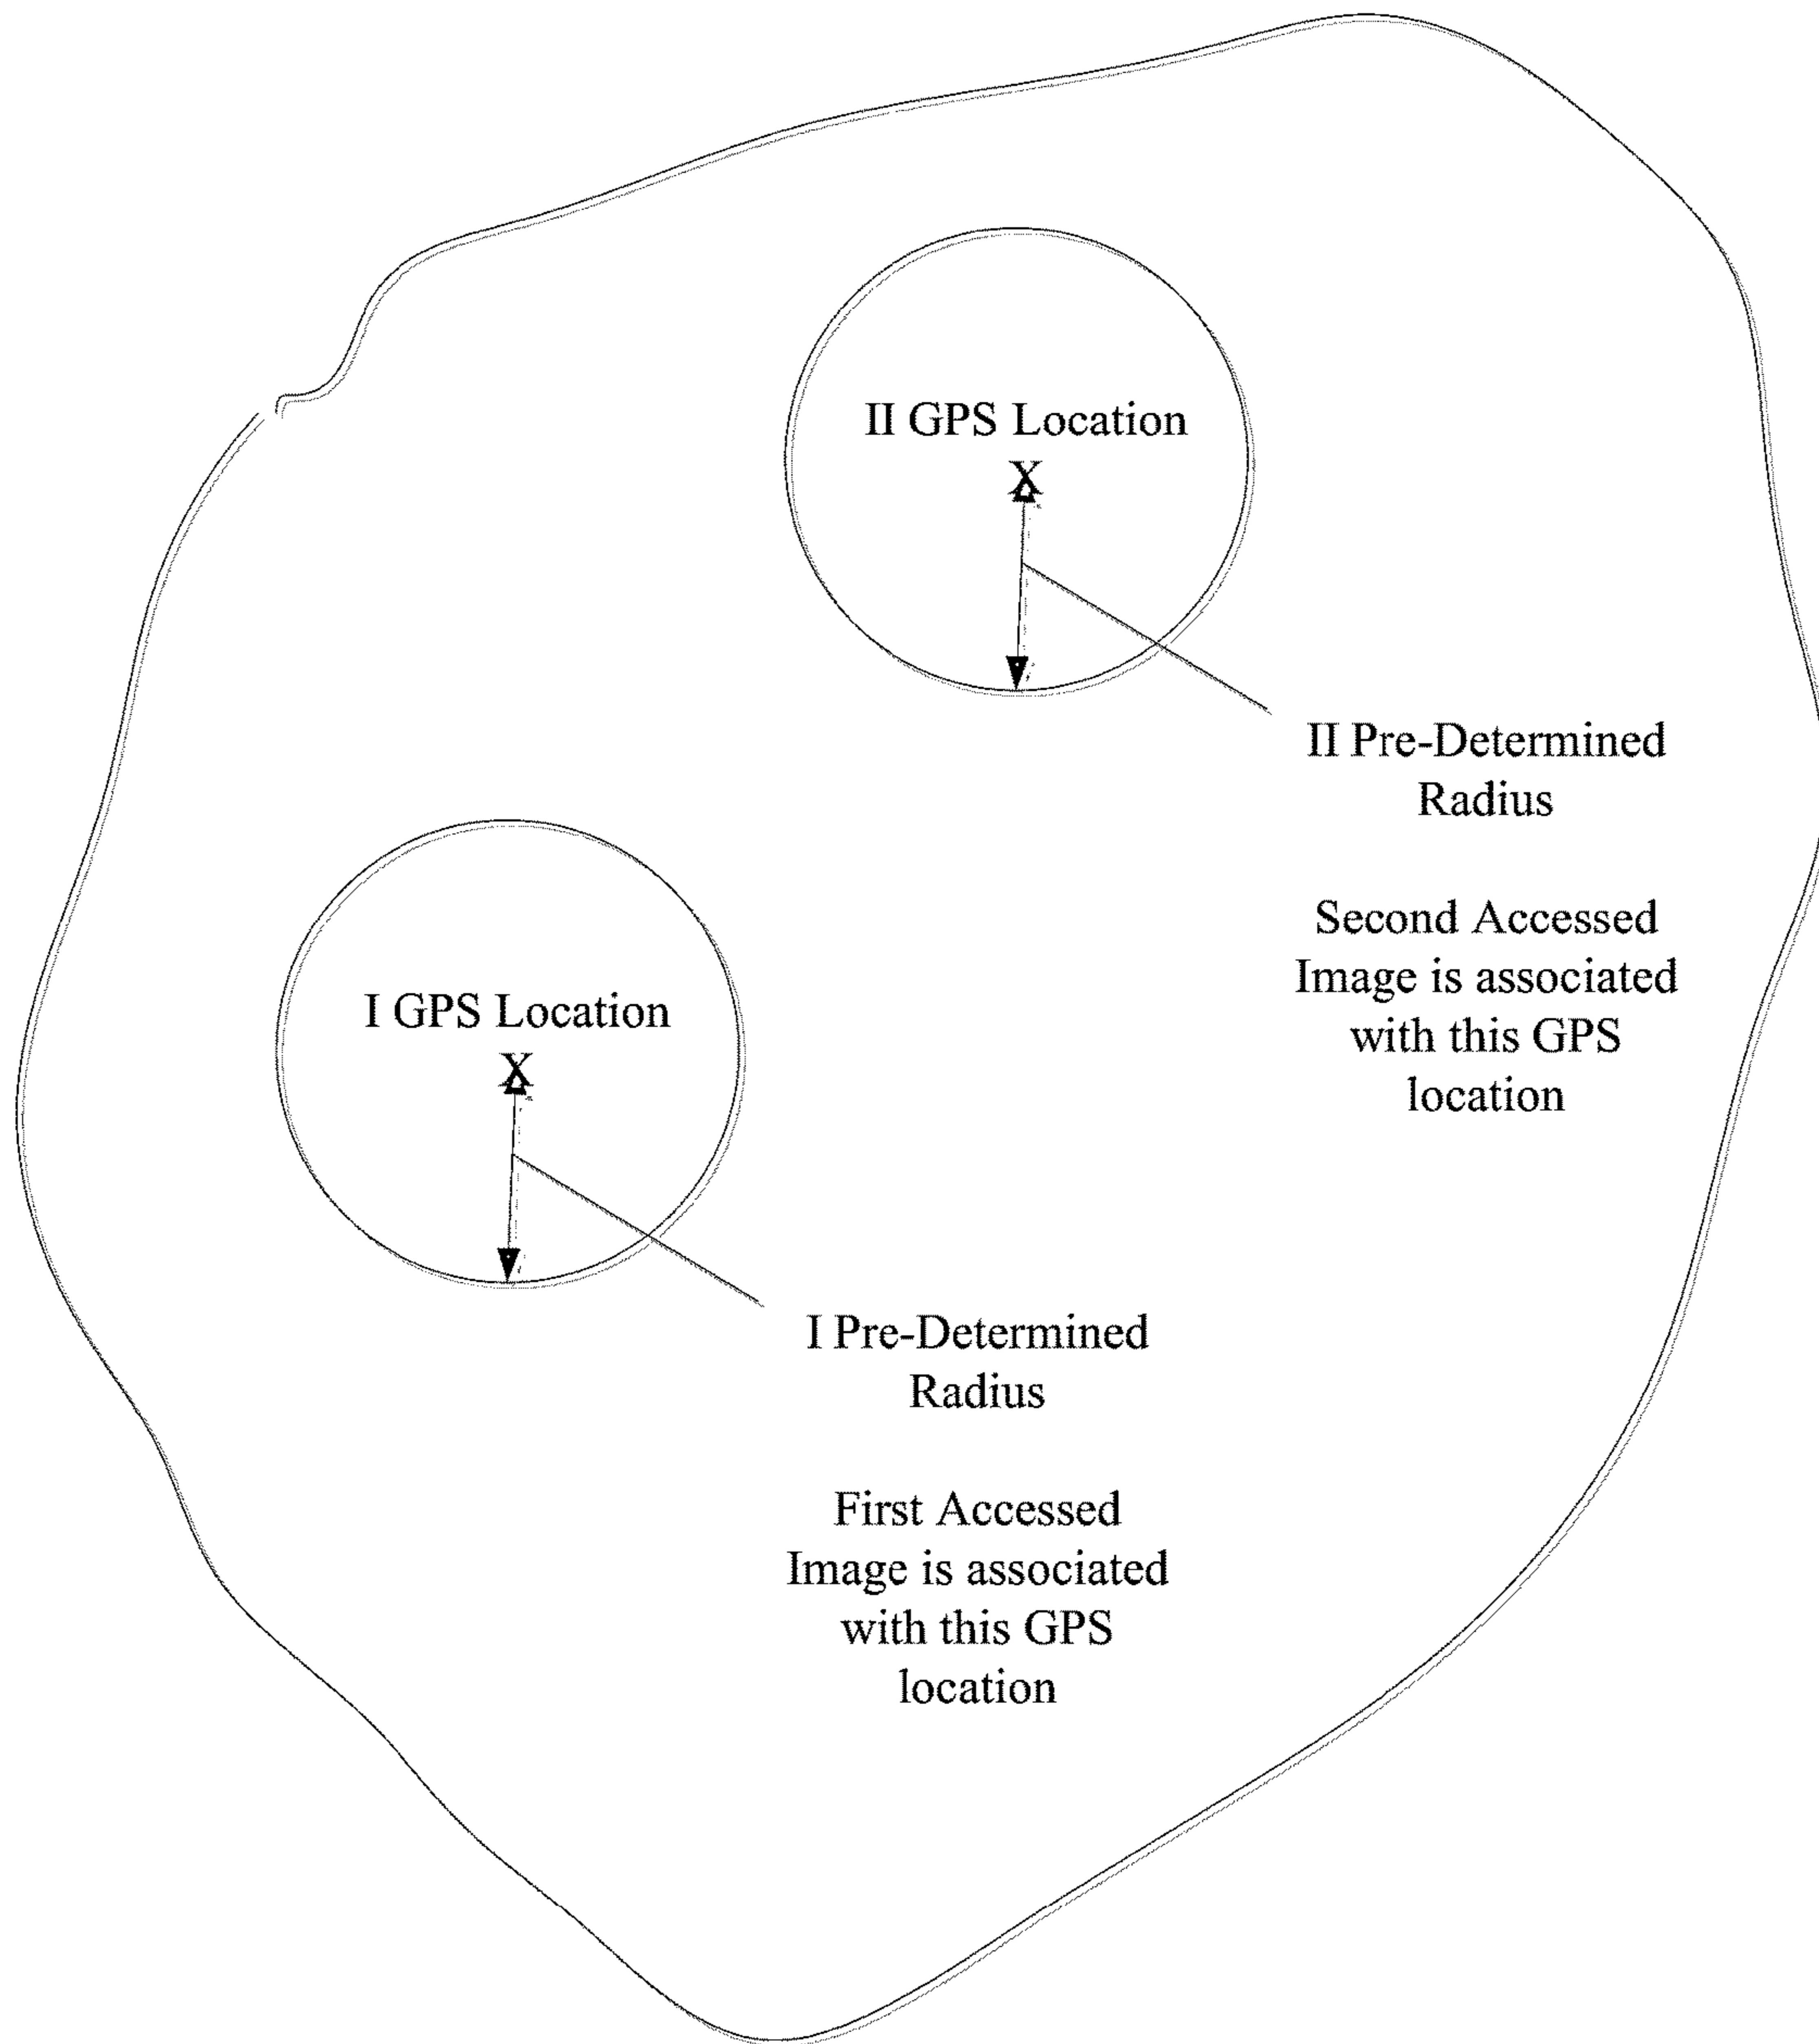 II GPS Location
X
II Pre-Determined
Radius
Second Accessed
Image is associated
with this GPS
location
I GPS Location
X
I Pre-Determined
Radius
First Accessed
Image is associated
with this GPS
location